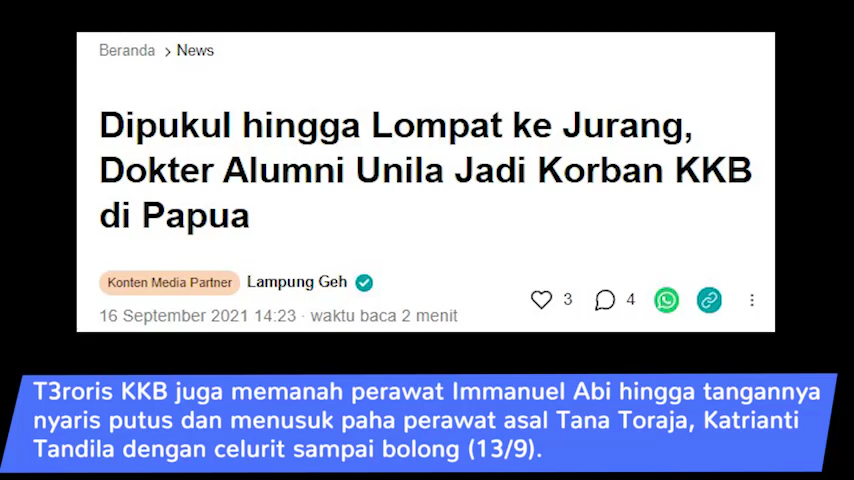 Beranda > News
Dipukul hingga Lompat ke Jurang,
Dokter Alumni Unila Jadi Korban KKB
di Papua
Konten Media Partner Lampung Geh
3 4
16 September 2021 14:23 · waktu baca 2 menit
T3roris KKB juga memanah perawat Immanuel Abi hingga tangannya
nyaris putus dan menusuk paha perawat asal Tana Toraja, Katrianti
Tandila dengan celurit sampai bolong (13/9).